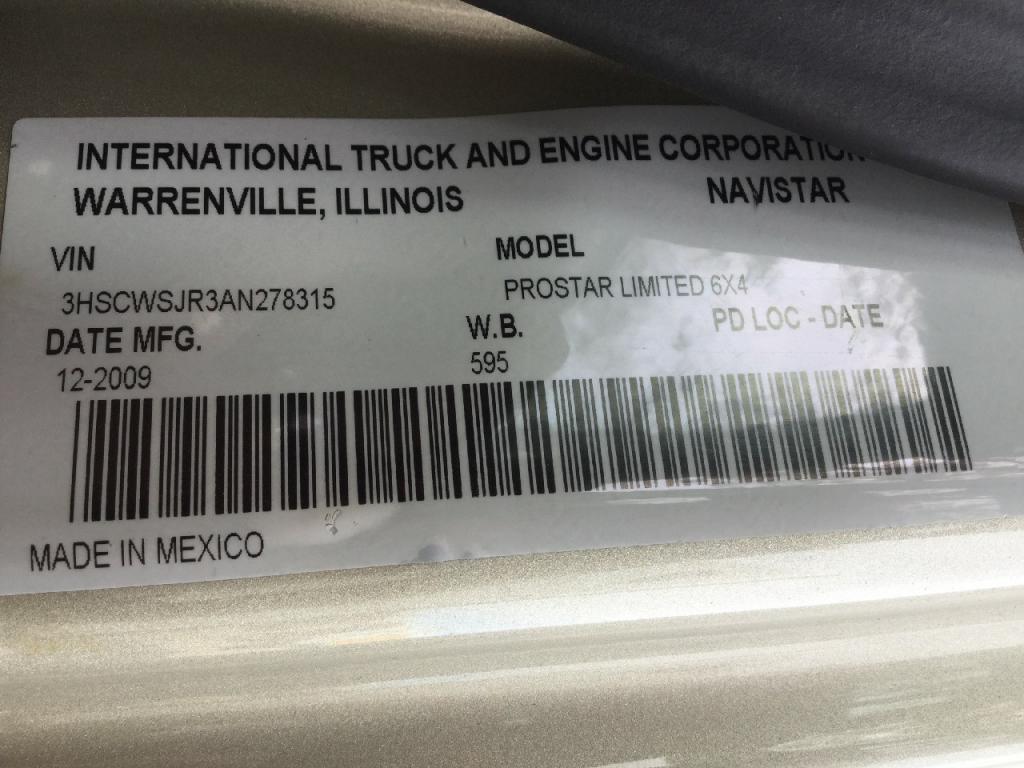 INTERNATIONAL TRUCK AND ENGINE CORPORATION
WARRENVILLE, ILLINOIS NAVISTAR
VIN MODEL
3HSCWSJR3AN278315 PROSTAR LIMITED 6X4
DATE MFG. W.B. PD LOC - DATE
12-2009 595
MADE IN MEXICO